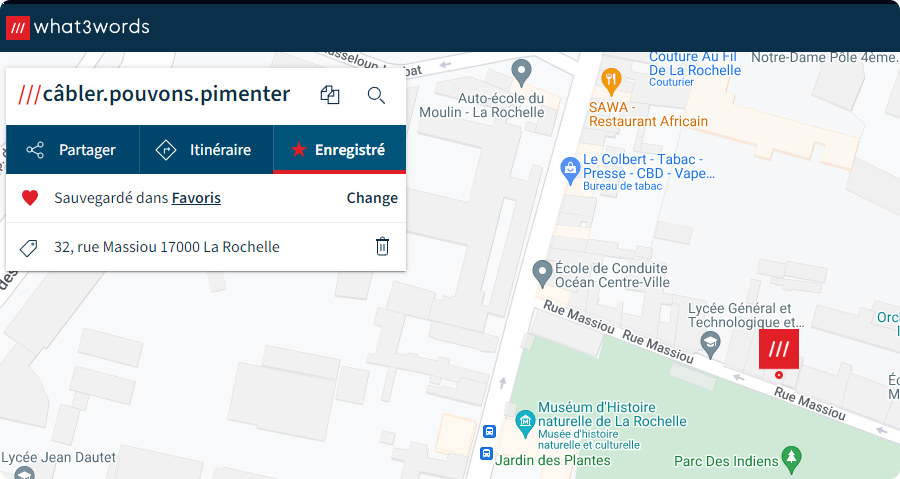 what3words
///câbler.pouvons.pimenter
Partager
Itinéraire
Enregistré
Sauvegardé dans Favoris
Change
32, rue Massiou 17000 La Rochelle
Auto-école du
Moulin - La Rochelle
Couture Au Fil
De La Rochelle
Couturier
Notre-Dame Pôle 4ème...
SAWA -
Restaurant Africain
Le Colbert - Tabac -
Presse - CBD - Vape...
Bureau de tabac
École de Conduite
Océan Centre-Ville
Rue Massiou
Rue Massiou
Lycée Général et
Technologique et...
Rue Massiou
Muséum d'Histoire
naturelle de La Rochelle
Musée d'histoire
naturelle et culturelle
Jardin des Plantes
Parc Des Indiens
Lycée Jean Dautet